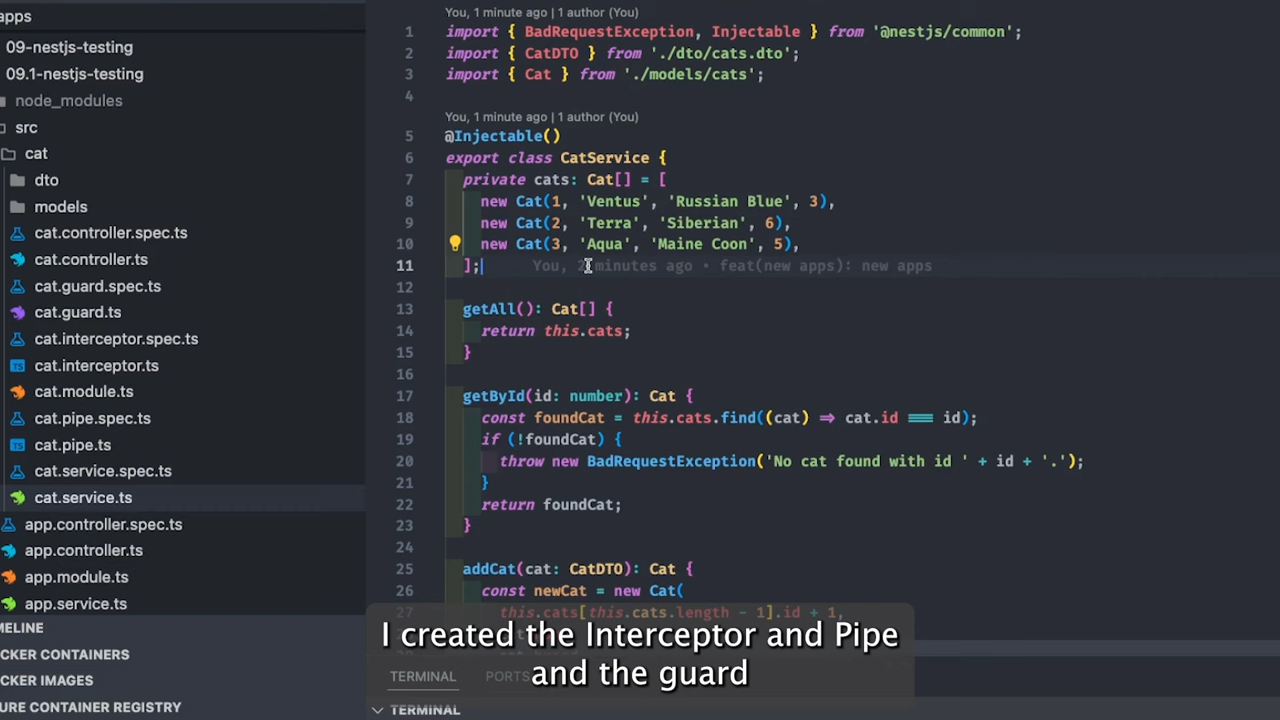 apps
09-nestjs-testing
09.1-nestjs-testing
node_modules
src
cat
dto
models
cat.controller.spec.ts
cat.controller.ts
cat.guard.spec.ts
cat.guard.ts
cat.interceptor.spec.ts
cat.interceptor.ts
cat.module.ts
cat.pipe.spec.ts
cat.pipe.ts
cat.service.spec.ts
cat.service.ts
app.controller.spec.ts
app.controller.ts
app.module.ts
app.service.ts
MELINE
CKER CONTAINERS
CKER IMAGES
URE CONTAINER REGISTRY
You, 1 minute ago | 1 author (You)
1 import { BadRequestException, Injectable } from '@nestjs/common';
2 import { CatDTO } from './dto/cats.dto';
3 import { Cat } from './models/cats';
4
You, 1 minute ago | 1 author (You)
5 @Injectable()
6 export class CatService {
7 private cats: Cat[] = [
8 new Cat(1, 'Ventus', 'Russian Blue', 3),
9 new Cat(2, 'Terra', 'Siberian', 6),
10 new Cat(3, 'Aqua', 'Maine Coon', 5),
11 ]; You, 2 minutes ago • feat(new apps): new apps
12
13 getAll(): Cat[] {
14 return this.cats;
15 }
16
17 getById(id: number): Cat {
18 const foundCat = this.cats.find((cat) => cat.id === id);
19 if (!foundCat) {
20 throw new BadRequestException('No cat found with id ' + id + '.');
21 }
22 return foundCat;
23 }
24
25 addCat(cat: CatDTO): Cat {
26 const newCat = new Cat(
27 this.cats[this.cats.length - 1].id + 1,
I created the Interceptor and Pipe
and the guard
TERMINAL PORTS
TERMINAL